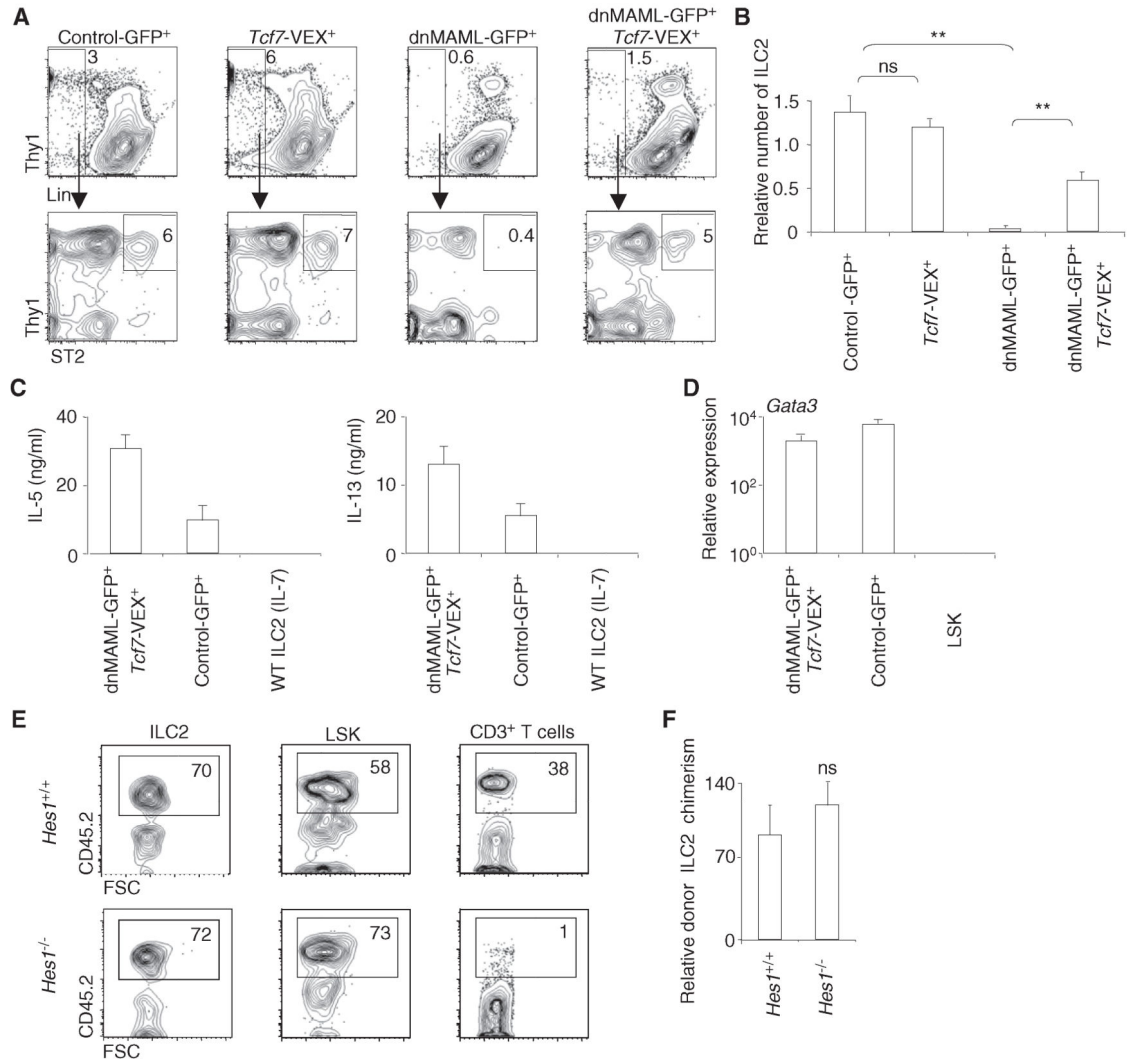 A
Control-GFP+
Tcf7-VEX+
dnMAML-GFP+
dnMAML-GFP+
Tcf7-VEX+
3
6
0.6
1.5
Thy1
Lin
6
7
0.4
5
Thy1
ST2
B
Rrelative number of ILC2
**
ns
**
1.5
1.0
0.5
0
Control -GFP+
Tcf7-VEX+
dnMAML-GFP+
dnMAML-GFP+
Tcf7-VEX+
C
IL-5 (ng/ml)
40
20
0
dnMAML-GFP+
Tcf7-VEX+
Control-GFP+
WT ILC2 (IL-7)
IL-13 (ng/ml)
20
10
0
dnMAML-GFP+
Tcf7-VEX+
Control-GFP+
WT ILC2 (IL-7)
D
Gata3
Relative expression
10^4
10^2
10^0
dnMAML-GFP+
Tcf7-VEX+
Control-GFP+
LSK
E
ILC2
LSK
CD3+ T cells
Hes1+/+
70
58
38
CD45.2
FSC
Hes1-/-
72
73
1
CD45.2
FSC
F
Relative donor ILC2 chimerism
140
70
0
ns
Hes1+/+
Hes1-/-